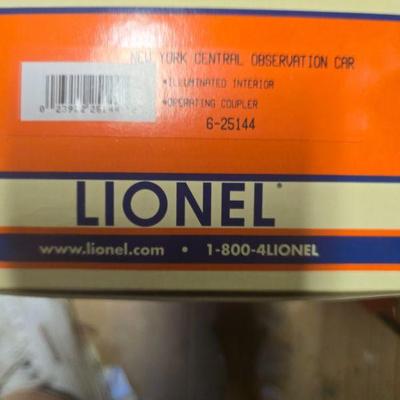 NEW YORK CENTRAL OBSERVATION CAR
•ILLUMINATED INTERIOR
•OPERATING COUPLER
6-25144
LIONEL®
www.lionel.com • 1-800-4LIONEL